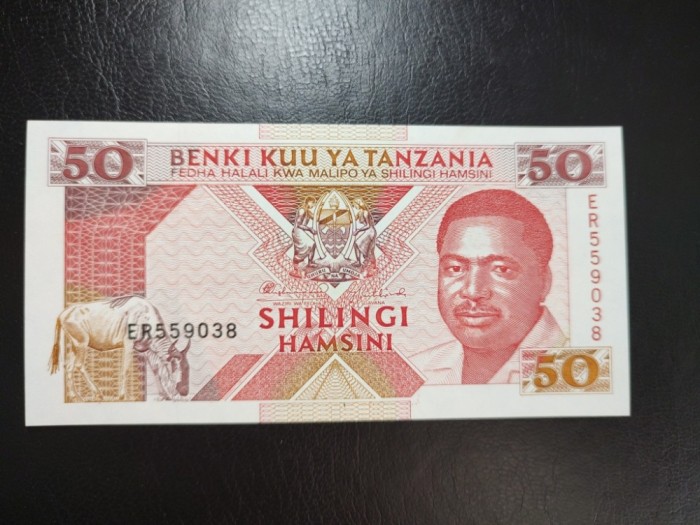 50 BENKI KUU YA TANZANIA 50
FEDHA HALALI KWA MALIPO YA SHILINGI HAMSINI
ER559038
ER559038
SHILINGI
HAMSINI
50